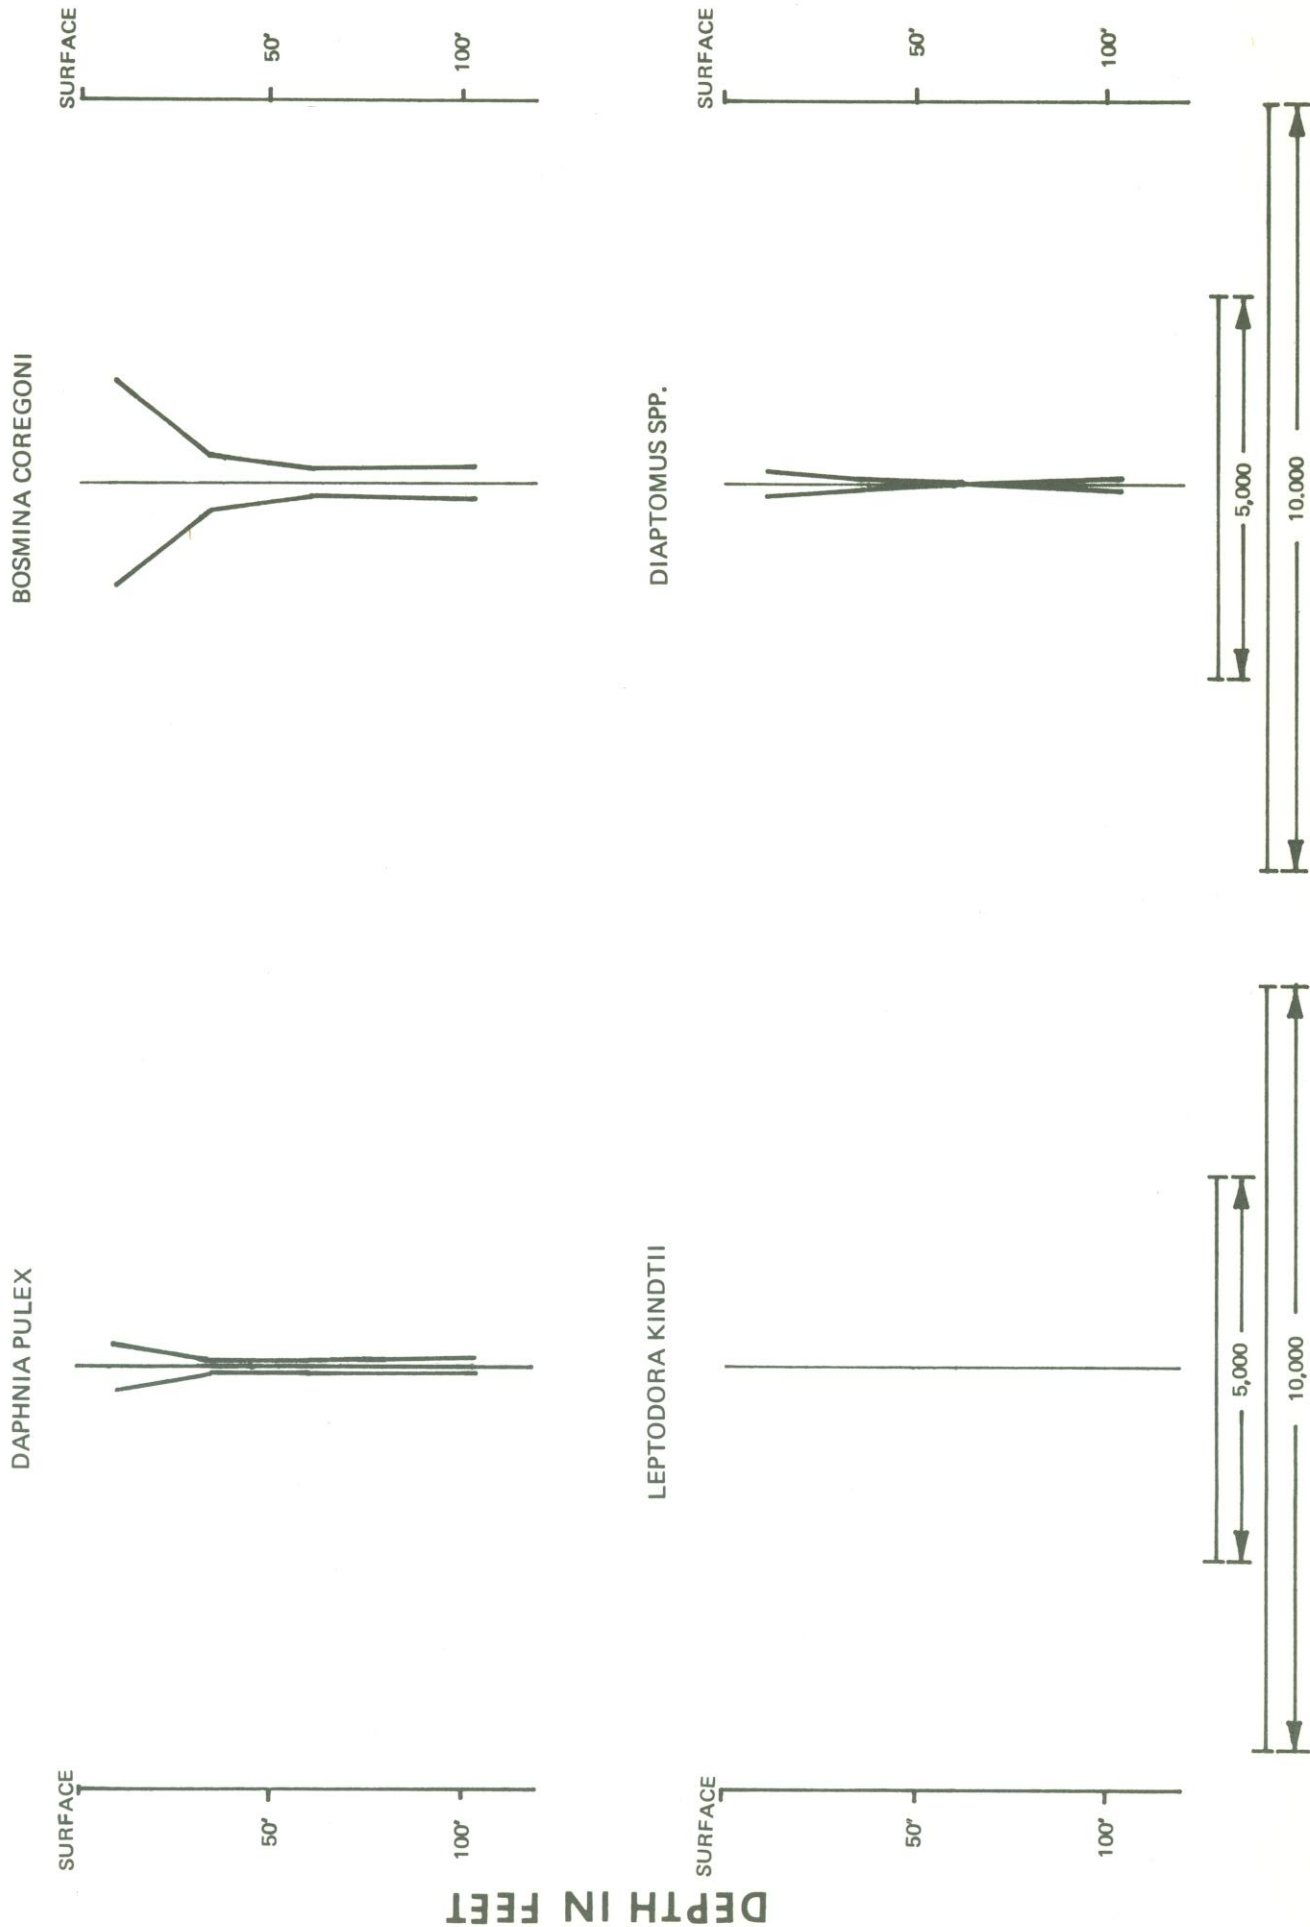 DAPHNIA PULEX
BOSMINA COREGONI
SURFACE
50'
100'
SURFACE
50'
100'
LEPTODORA KINDTII
DIAPTOMUS SPP.
SURFACE
50'
100'
SURFACE
50'
100'
DEPTH IN FEET
5,000
10,000
5,000
10.000